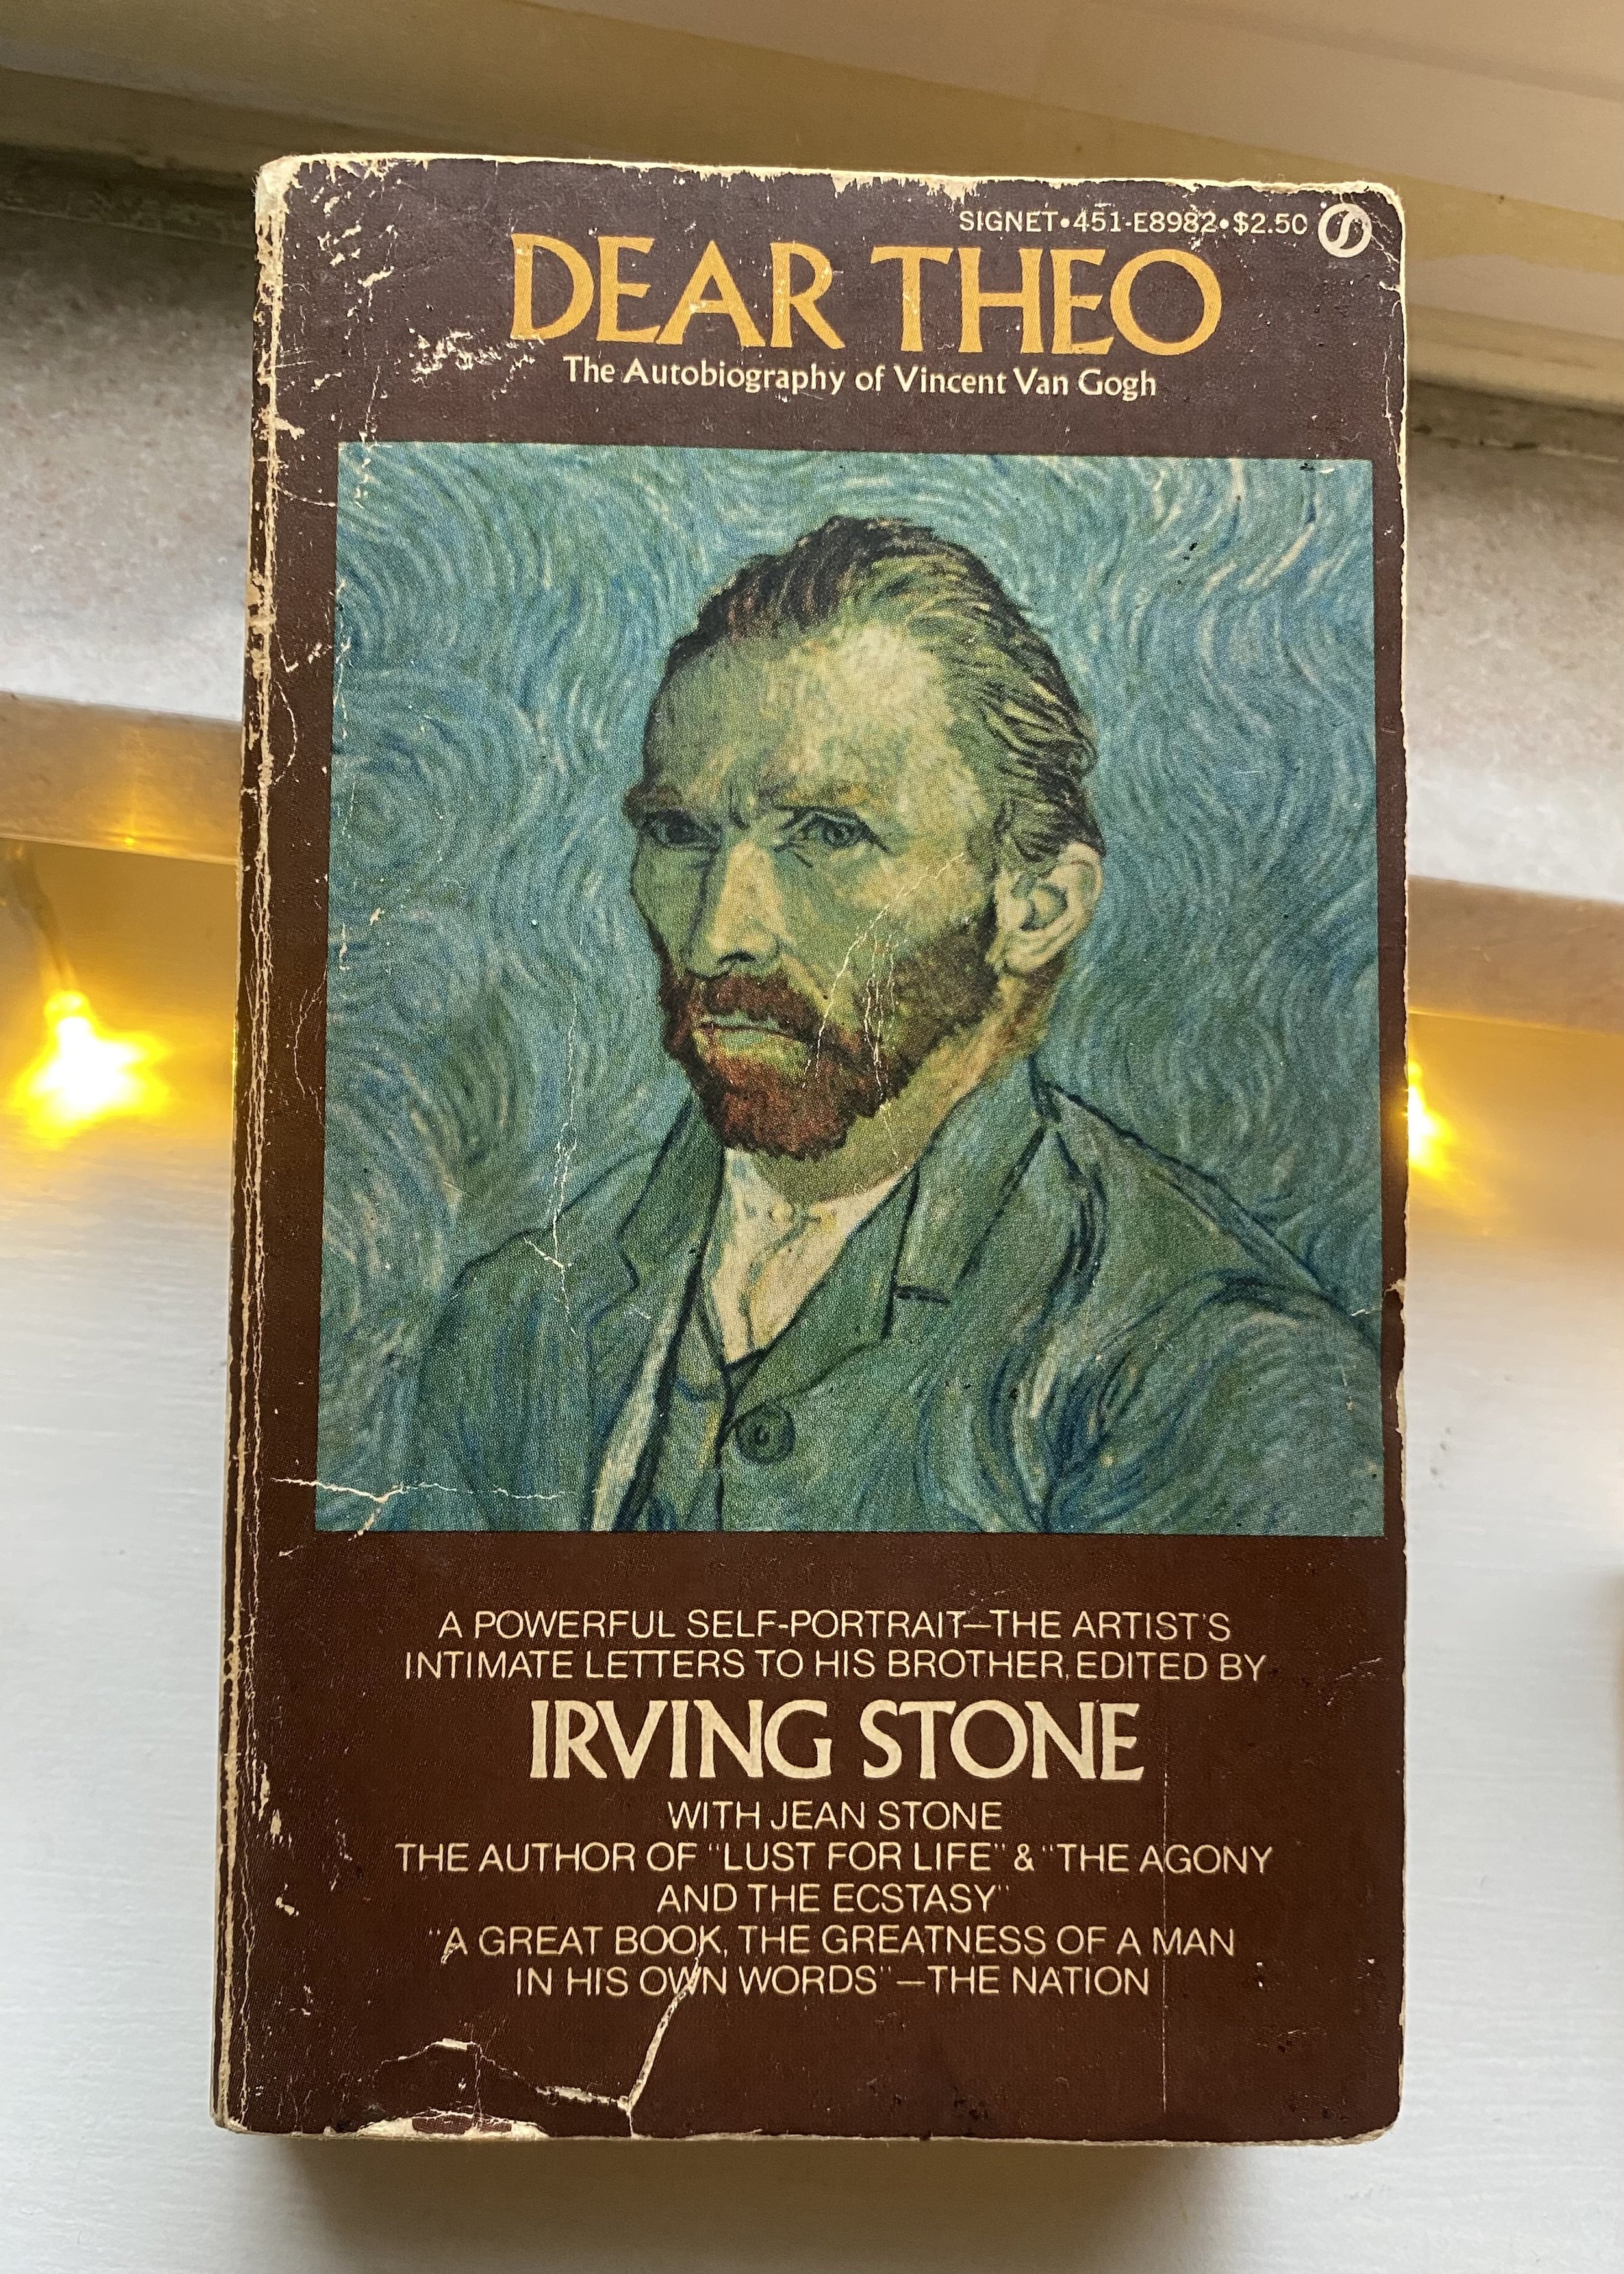 SIGNET•451-E8982•$2.50
DEAR THEO
The Autobiography of Vincent Van Gogh
A POWERFUL SELF-PORTRAIT—THE ARTIST'S
INTIMATE LETTERS TO HIS BROTHER, EDITED BY
IRVING STONE
WITH JEAN STONE
THE AUTHOR OF "LUST FOR LIFE" & "THE AGONY
AND THE ECSTASY"
"A GREAT BOOK, THE GREATNESS OF A MAN
IN HIS OWN WORDS"—THE NATION